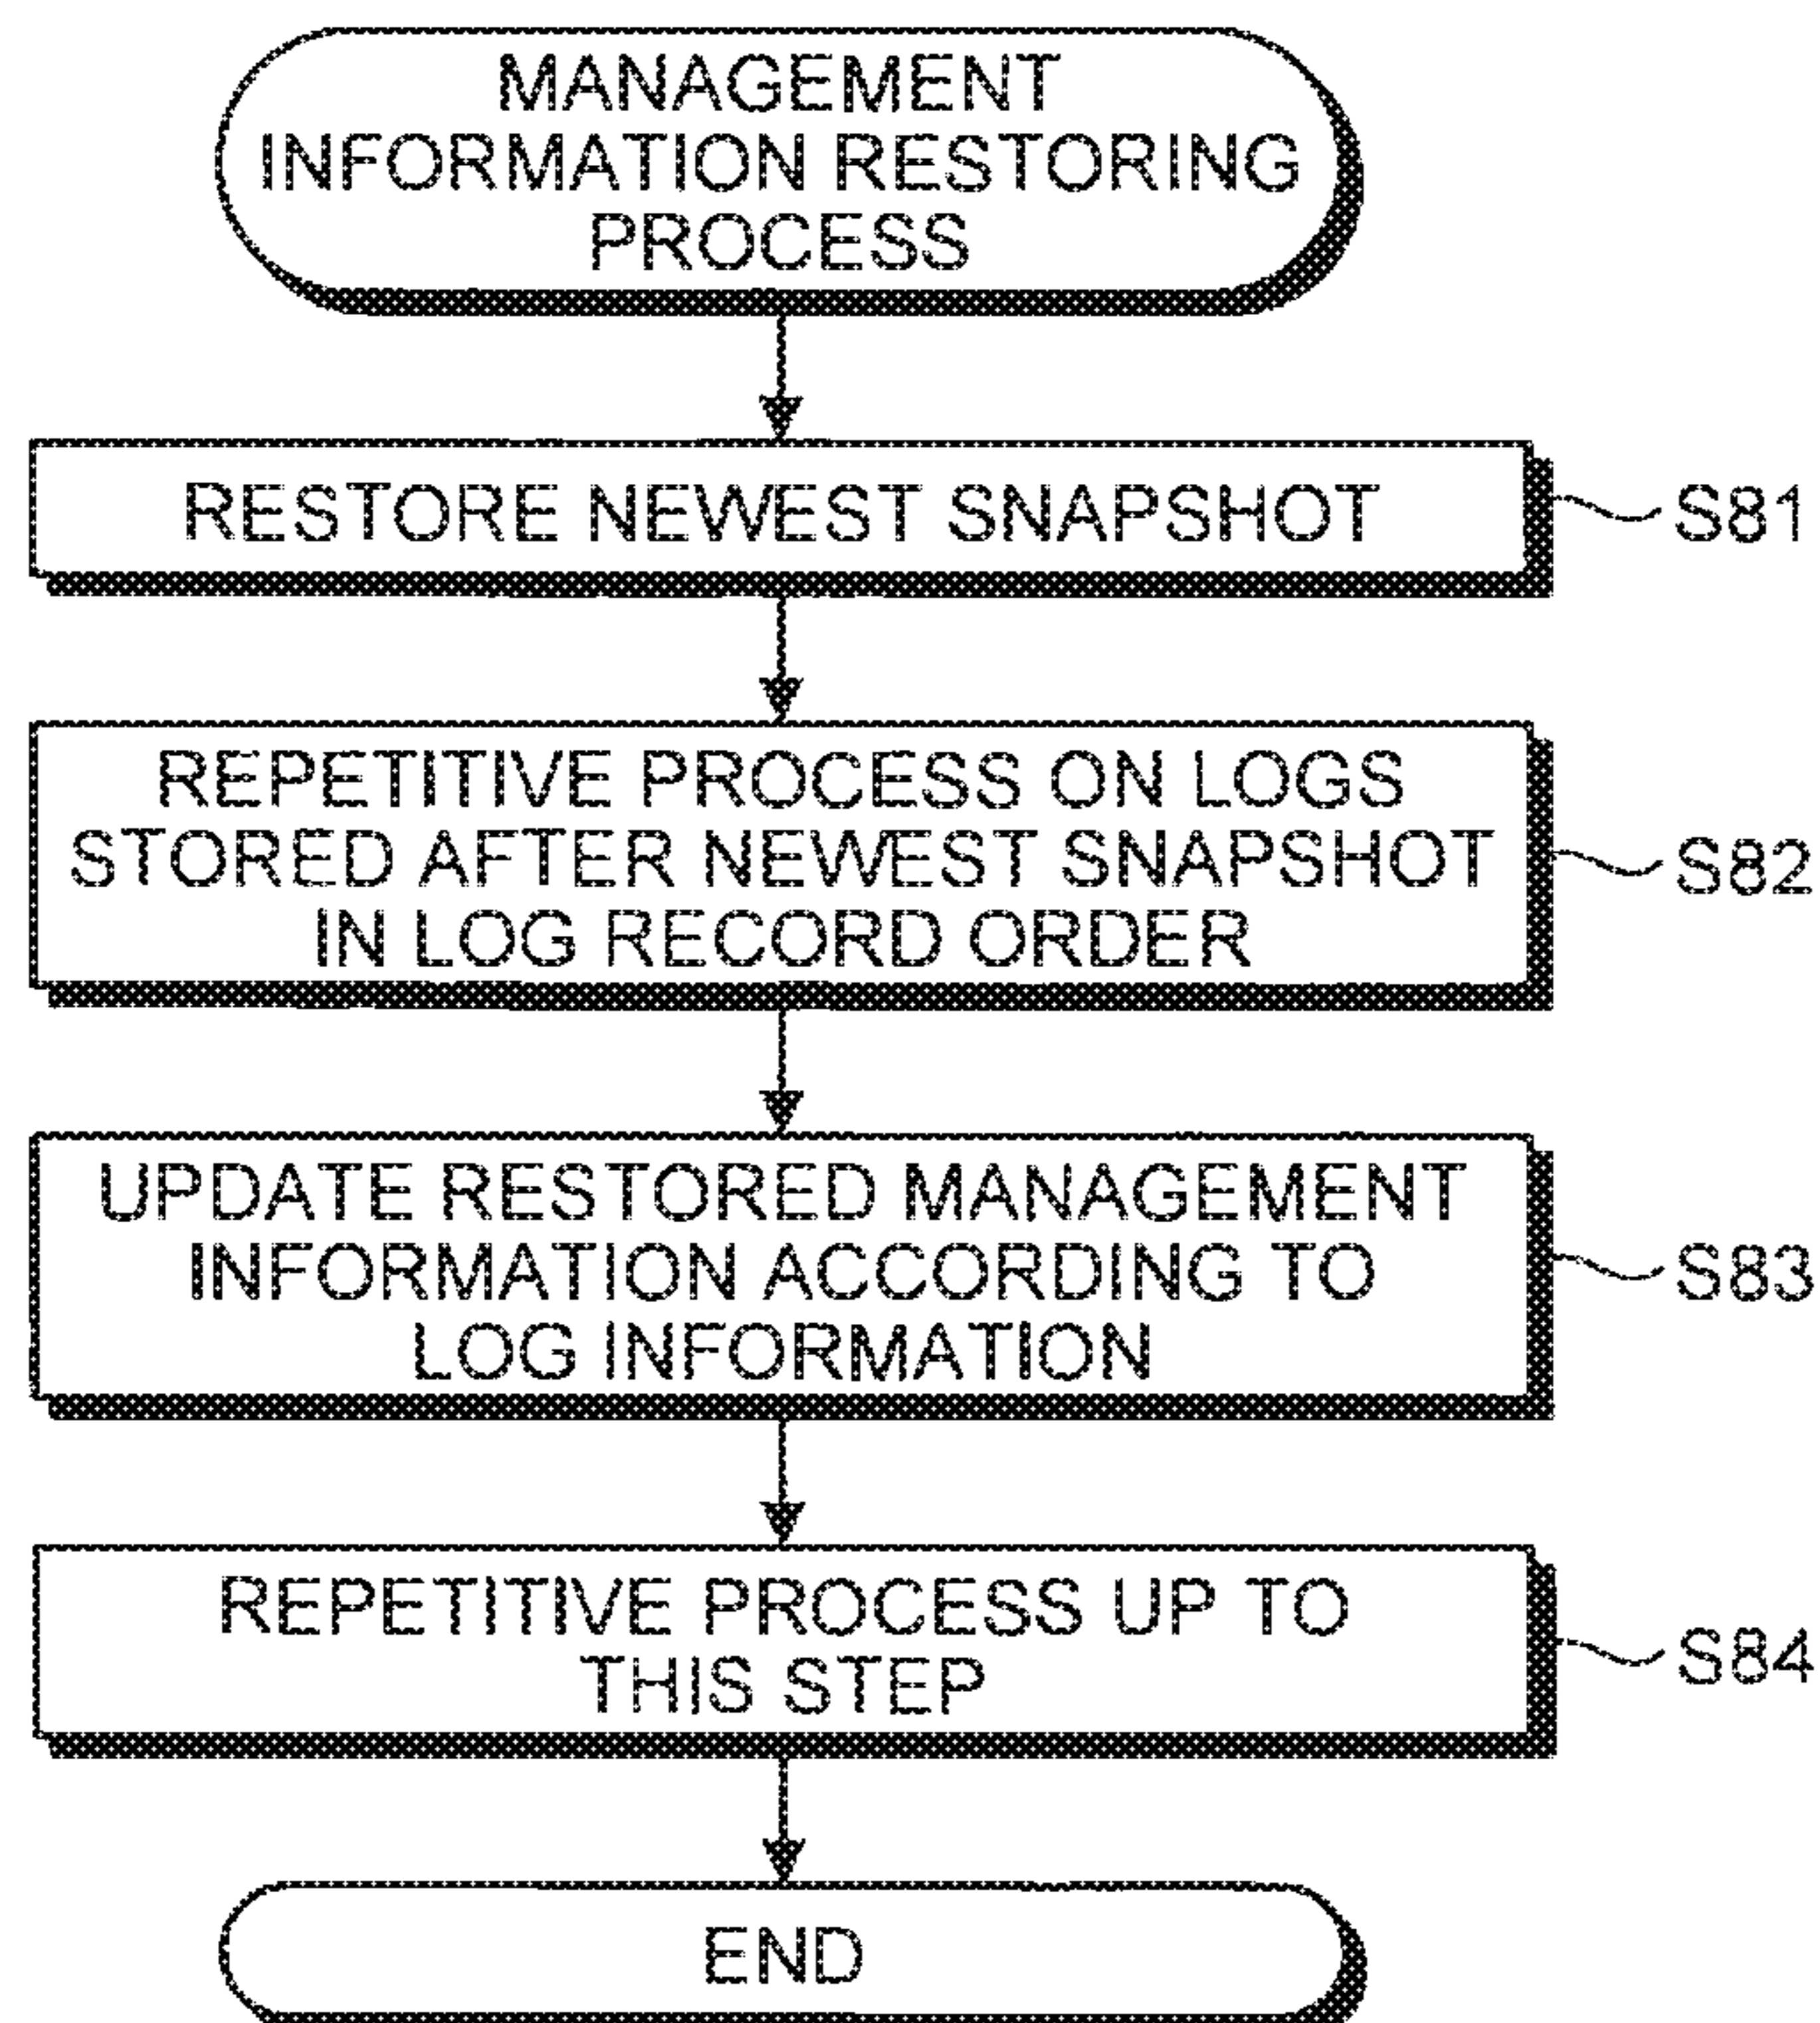 MANAGEMENT
INFORMATION RESTORING
PROCESS
RESTORE NEWEST SNAPSHOT
S81
REPETITIVE PROCESS ON LOGS
STORED AFTER NEWEST SNAPSHOT
IN LOG RECORD ORDER
S82
UPDATE RESTORED MANAGEMENT
INFORMATION ACCORDING TO
LOG INFORMATION
S83
REPETITIVE PROCESS UP TO
THIS STEP
S84
END